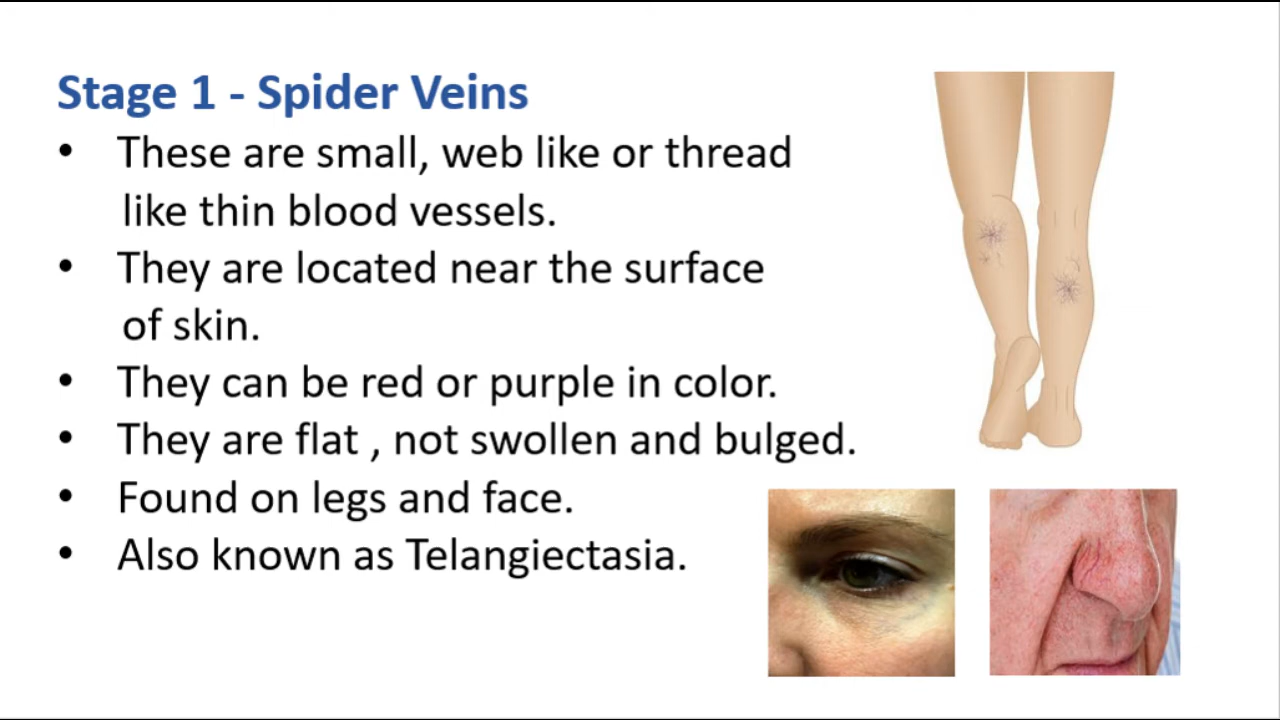 Stage 1 - Spider Veins
• These are small, web like or thread
like thin blood vessels.
• They are located near the surface
of skin.
• They can be red or purple in color.
• They are flat , not swollen and bulged.
• Found on legs and face.
• Also known as Telangiectasia.